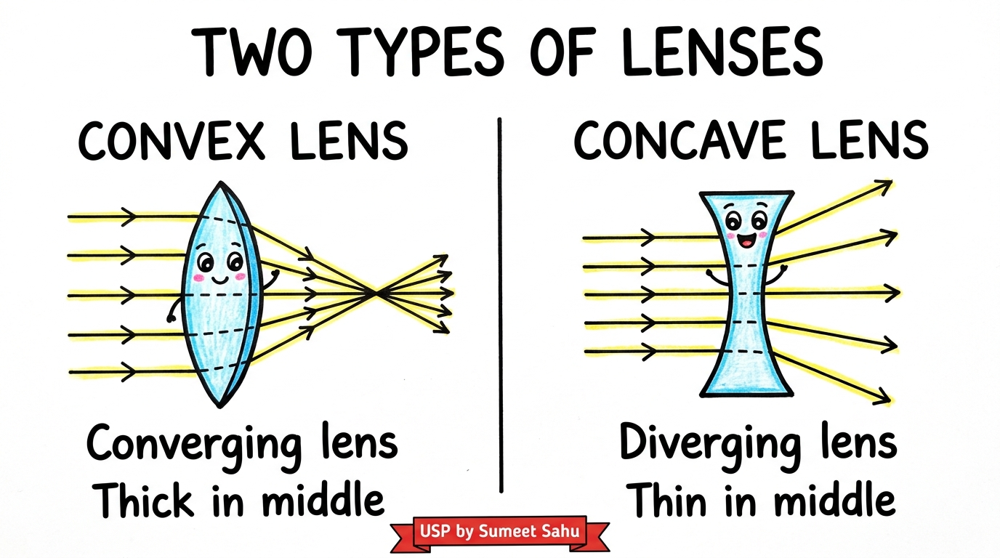 TWO TYPES OF LENSES
CONVEX LENS
Converging lens
Thick in middle
CONCAVE LENS
Diverging lens
Thin in middle
USP by Sumeet Sahu